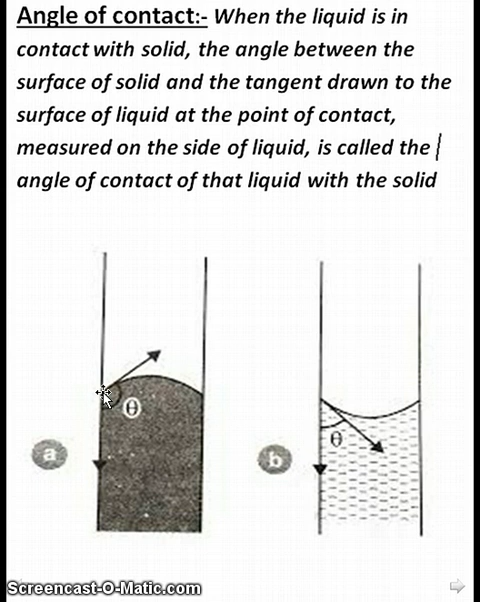 Angle of contact:- When the liquid is in
contact with solid, the angle between the
surface of solid and the tangent drawn to the
surface of liquid at the point of contact,
measured on the side of liquid, is called the
angle of contact of that liquid with the solid
θ
θ
a
b
Screencast-O-Matic.com